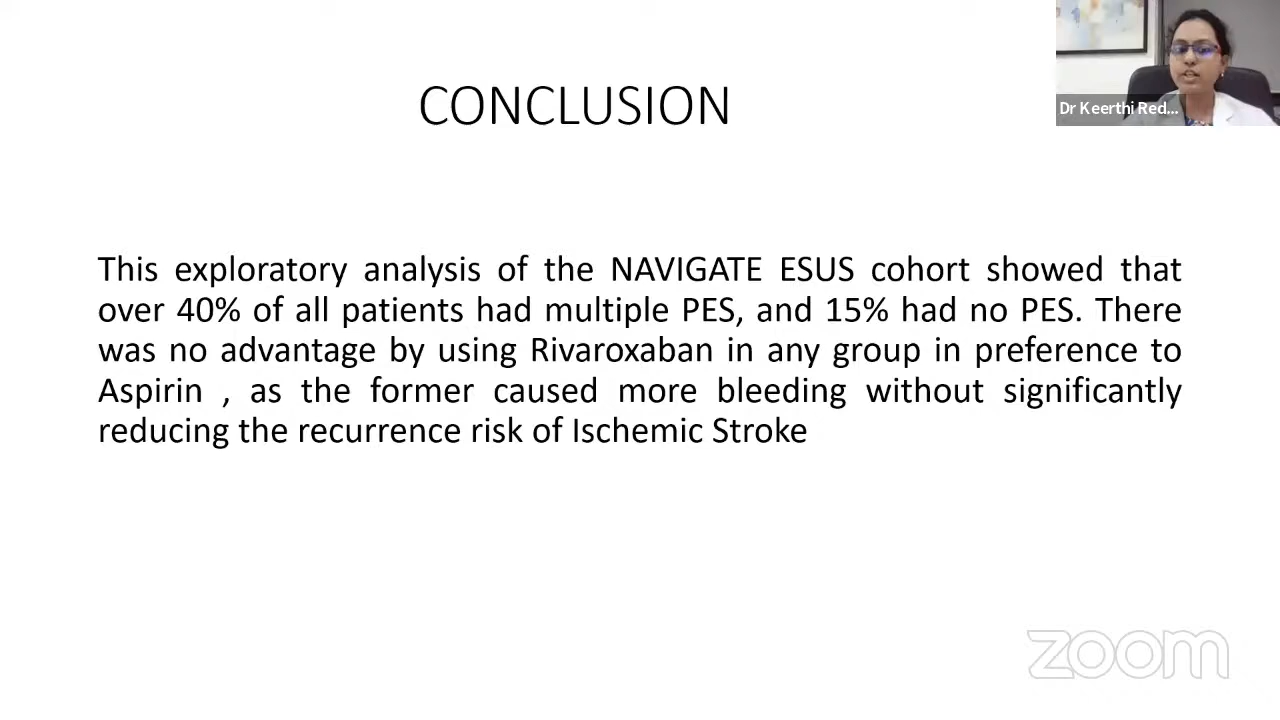 CONCLUSION
Dr Keerthi Red...
This exploratory analysis of the NAVIGATE ESUS cohort showed that
over 40% of all patients had multiple PES, and 15% had no PES. There
was no advantage by using Rivaroxaban in any group in preference to
Aspirin , as the former caused more bleeding without significantly
reducing the recurrence risk of Ischemic Stroke
zoom